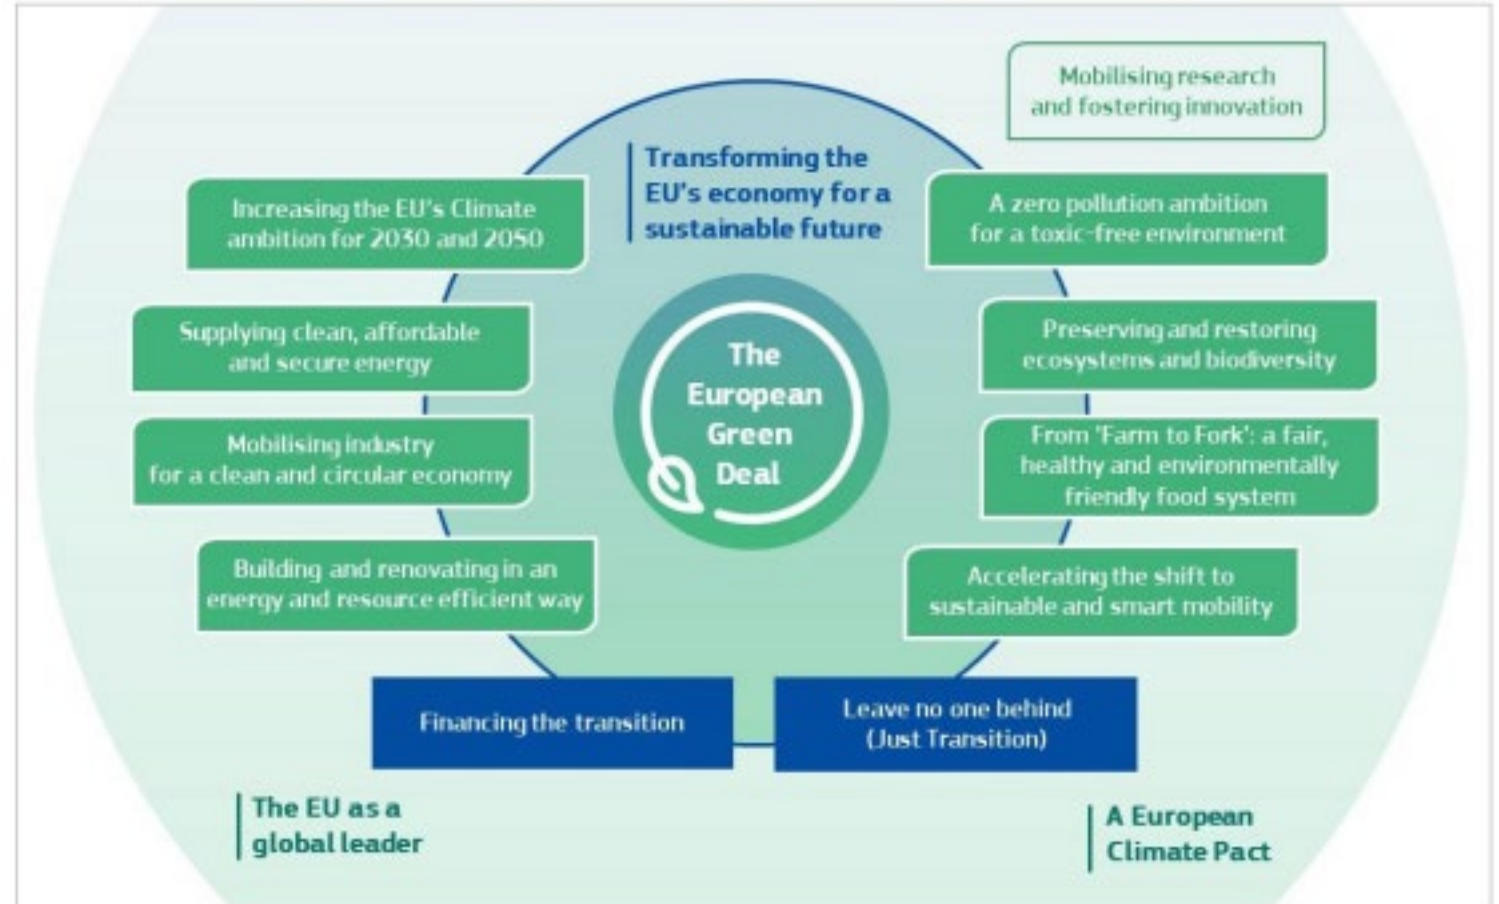 Mobilising research
and fostering innovation
Transforming the
EU's economy for a
sustainable future
Increasing the EU's Climate
ambition for 2030 and 2050
A zero pollution ambition
for a toxic-free environment
Supplying clean, affordable
and secure energy
Preserving and restoring
ecosystems and biodiversity
The
European
Green
Deal
Mobilising industry
for a clean and circular economy
From 'Farm to Fork': a fair,
healthy and environmentally
friendly food system
Building and renovating in an
energy and resource efficient way
Accelerating the shift to
sustainable and smart mobility
Financing the transition
Leave no one behind
(Just Transition)
The EU as a
global leader
A European
Climate Pact